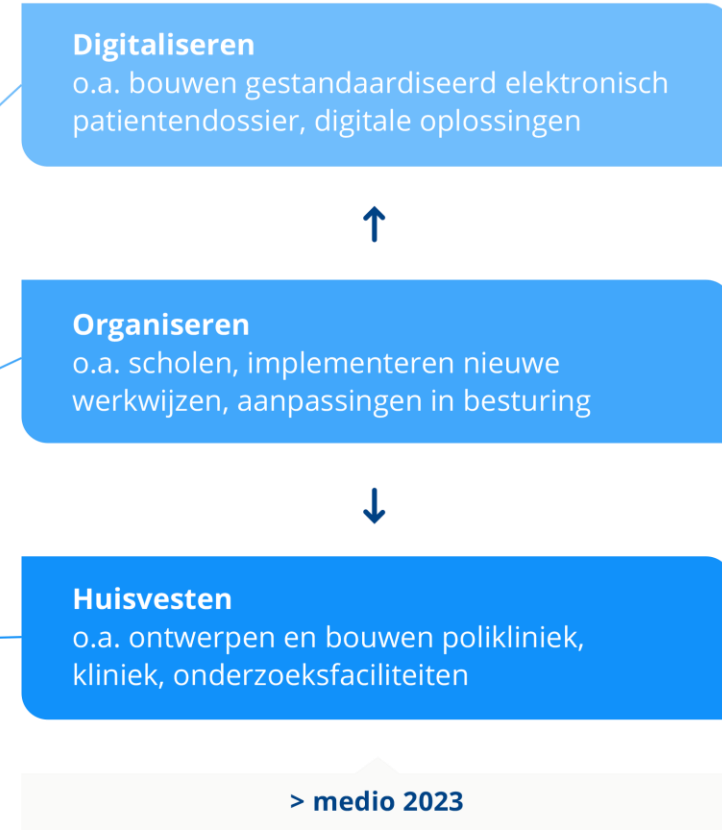 Digitaliseren
o.a. bouwen gestandaardiseerd elektronisch
patientendossier, digitale oplossingen
Organiseren
o.a. scholen, implementeren nieuwe
werkwijzen, aanpassingen in besturing
Huisvesten
o.a. ontwerpen en bouwen polikliniek,
kliniek, onderzoeksfaciliteiten
> medio 2023